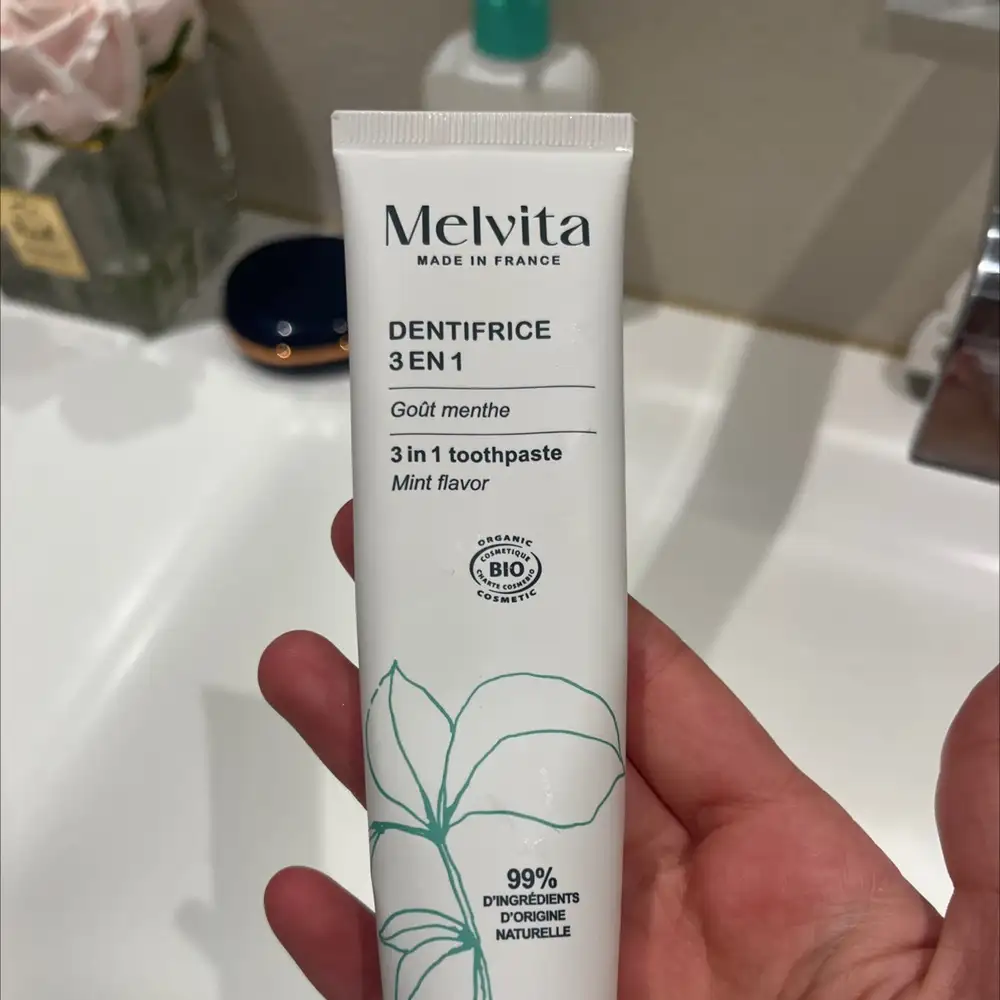 Melvita
MADE IN FRANCE
DENTIFRICE
3 EN 1
Goût menthe
3 in 1 toothpaste
Mint flavor
ORGANIC
COSMETIQUE
BIO
CHARTE COSMEBIO
COSMETIC
99%
D'INGRÉDIENTS
D'ORIGINE
NATURELLE